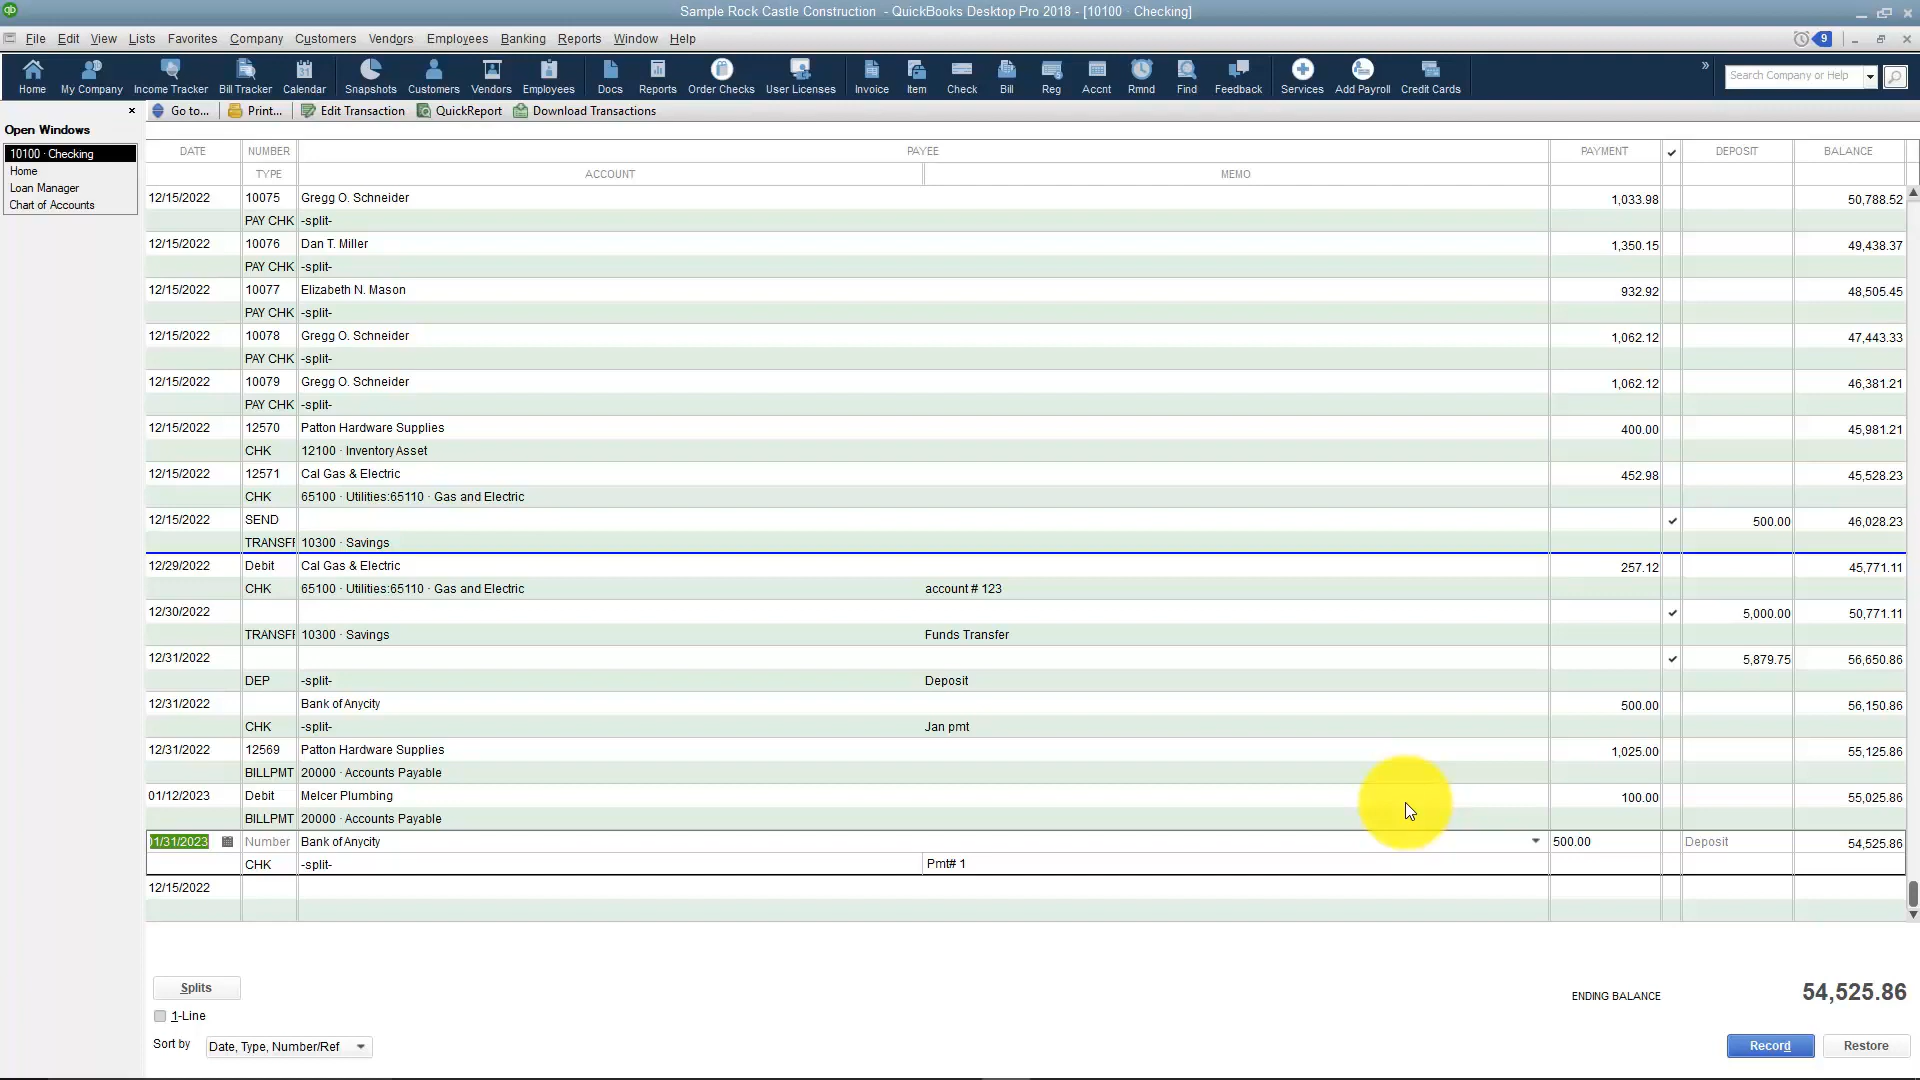 qb Sample Rock Castle Construction - QuickBooks Desktop Pro 2018 - [10100 · Checking]
File Edit View Lists Favorites Company Customers Vendors Employees Banking Reports Window Help 9
Home My Company Income Tracker Bill Tracker Calendar Snapshots Customers Vendors Employees Docs Reports Order Checks User Licenses Invoice Item Check Bill Reg Accnt Rmnd Find Feedback Services Add Payroll Credit Cards » Search Company or Help
Go to... Print... Edit Transaction QuickReport Download Transactions
Open Windows
10100 · Checking
Home
Loan Manager
Chart of Accounts
DATE NUMBER PAYEE PAYMENT ✓ DEPOSIT BALANCE
TYPE ACCOUNT MEMO
12/15/2022 10075 Gregg O. Schneider 1,033.98 50,788.52
PAY CHK -split-
12/15/2022 10076 Dan T. Miller 1,350.15 49,438.37
PAY CHK -split-
12/15/2022 10077 Elizabeth N. Mason 932.92 48,505.45
PAY CHK -split-
12/15/2022 10078 Gregg O. Schneider 1,062.12 47,443.33
PAY CHK -split-
12/15/2022 10079 Gregg O. Schneider 1,062.12 46,381.21
PAY CHK -split-
12/15/2022 12570 Patton Hardware Supplies 400.00 45,981.21
CHK 12100 · Inventory Asset
12/15/2022 12571 Cal Gas & Electric 452.98 45,528.23
CHK 65100 · Utilities:65110 · Gas and Electric
12/15/2022 SEND ✓ 500.00 46,028.23
TRANSF 10300 · Savings
12/29/2022 Debit Cal Gas & Electric 257.12 45,771.11
CHK 65100 · Utilities:65110 · Gas and Electric account # 123
12/30/2022 ✓ 5,000.00 50,771.11
TRANSF 10300 · Savings Funds Transfer
12/31/2022 ✓ 5,879.75 56,650.86
DEP -split- Deposit
12/31/2022 Bank of Anycity 500.00 56,150.86
CHK -split- Jan pmt
12/31/2022 12569 Patton Hardware Supplies 1,025.00 55,125.86
BILLPMT 20000 · Accounts Payable
01/12/2023 Debit Melcer Plumbing 100.00 55,025.86
BILLPMT 20000 · Accounts Payable
01/31/2023 Number Bank of Anycity 500.00 Deposit 54,525.86
CHK -split- Pmt# 1
12/15/2022
Splits
ENDING BALANCE 54,525.86
1-Line
Sort by Date, Type, Number/Ref
Record Restore